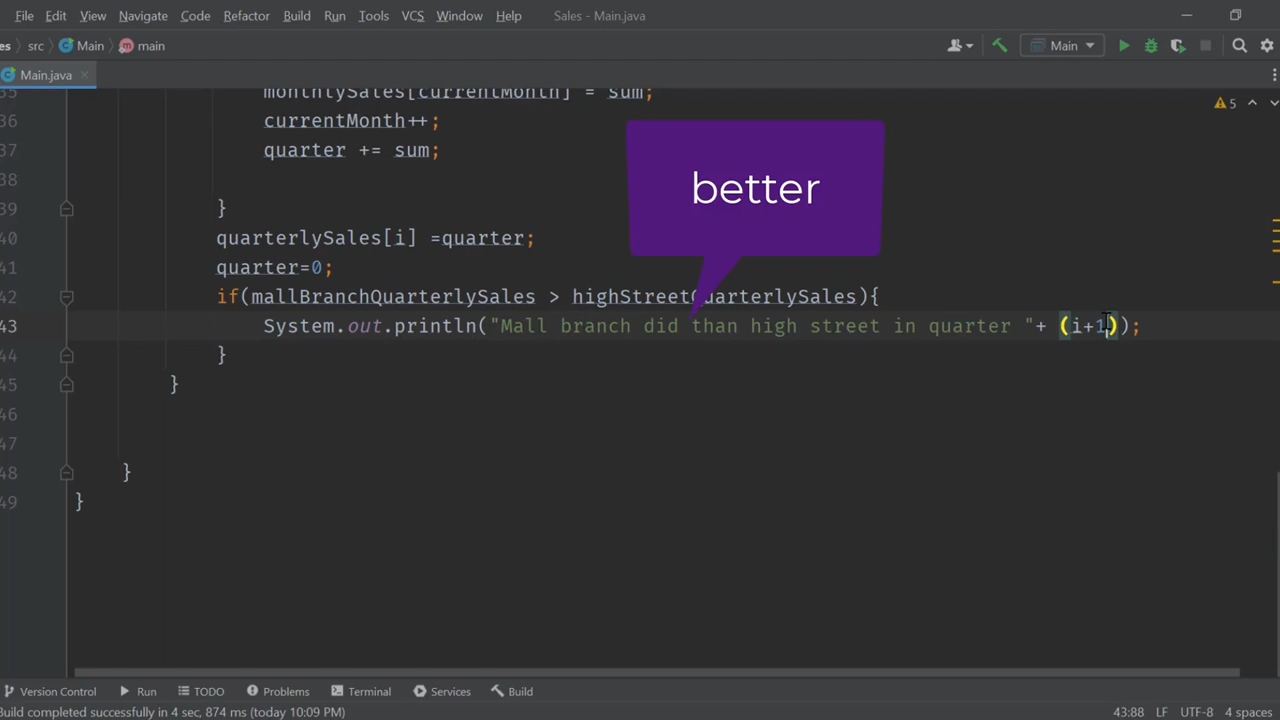 File Edit View Navigate Code Refactor Build Run Tools VCS Window Help Sales - Main.java
es src Main main Main
Main.java
35 monthlySales[currentMonth] = sum; 5
36 currentMonth++;
better
37 quarter += sum;
38
39 }
40 quarterlySales[i] =quarter;
41 quarter=0;
42 if(mallBranchQuarterlySales > highStreetQuarterlySales){
43 System.out.println("Mall branch did than high street in quarter "+ (i+1));
44 }
45 }
46
47
48 }
49 }
Version Control Run TODO Problems Terminal Services Build
Build completed successfully in 4 sec, 874 ms (today 10:09 PM) 43:88 LF UTF-8 4 spaces